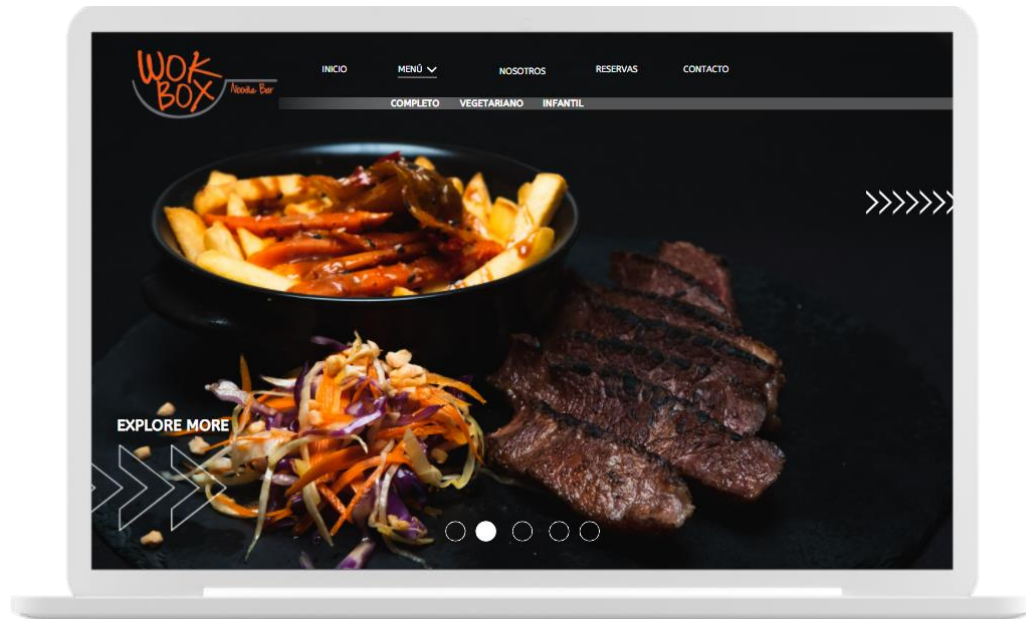 WOK
BOX
Noodle Bar
INICIO MENÚ NOSOTROS RESERVAS CONTACTO
COMPLETO VEGETARIANO INFANTIL
EXPLORE MORE